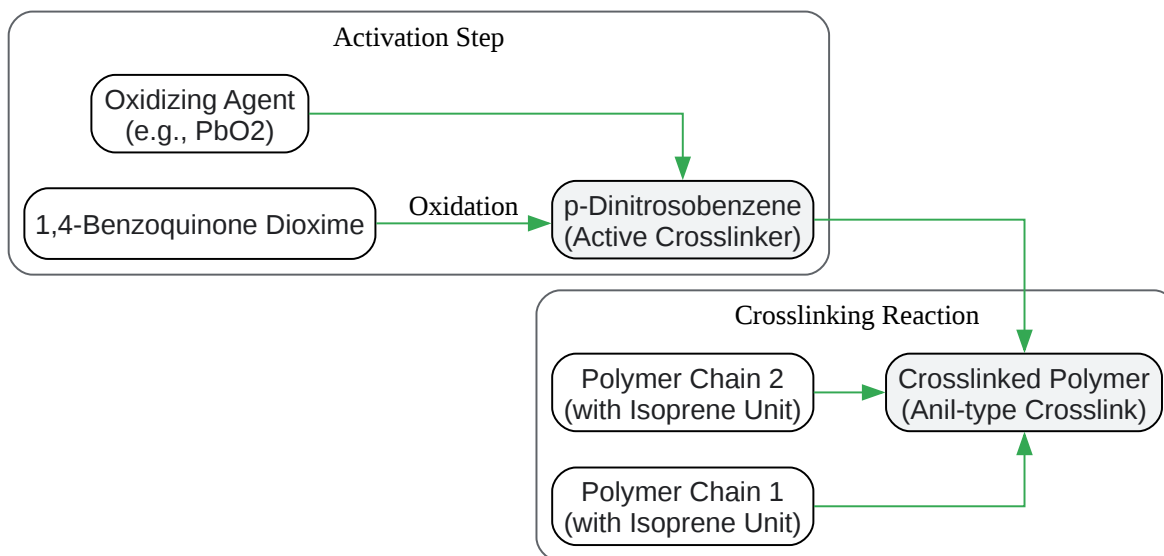 Activation Step
Oxidizing Agent
(e.g., PbO2)
1,4-Benzoquinone Dioxime
Oxidation
p-Dinitrosobenzene
(Active Crosslinker)
Crosslinking Reaction
Polymer Chain 2
(with Isoprene Unit)
Crosslinked Polymer
(Anil-type Crosslink)
Polymer Chain 1
(with Isoprene Unit)